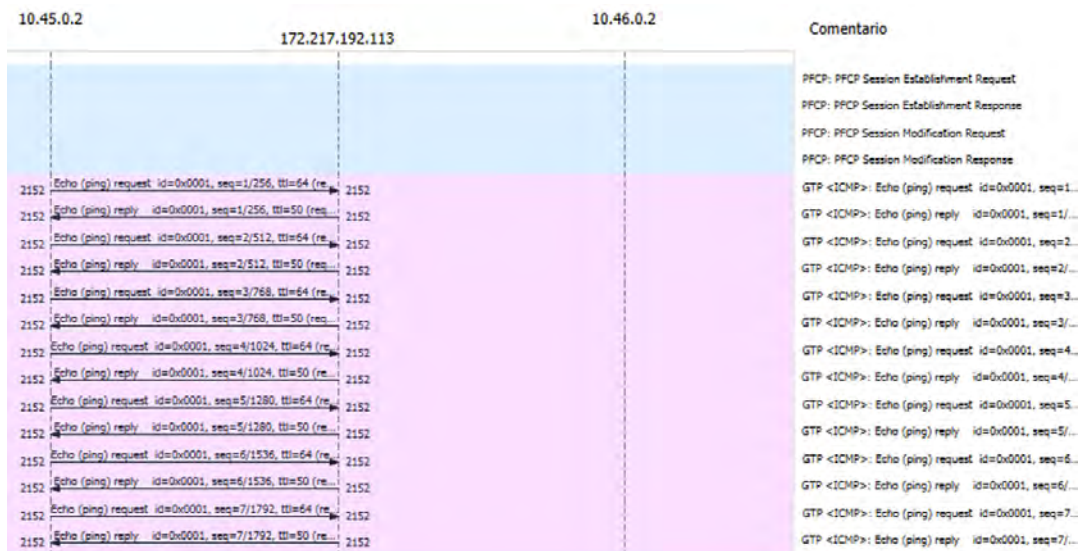 10.45.0.2 10.46.0.2
172.217.192.113
Comentario
PFCP: PFCP Session Establishment Request
PFCP: PFCP Session Establishment Response
PFCP: PFCP Session Modification Request
PFCP: PFCP Session Modification Response
2152 Echo (ping) request id=0x0001, seq=1/256, ttl=64 (re... 2152 GTP <ICMP>: Echo (ping) request id=0x0001, seq=1...
2152 Echo (ping) reply id=0x0001, seq=1/256, ttl=50 (req... 2152 GTP <ICMP>: Echo (ping) reply id=0x0001, seq=1/...
2152 Echo (ping) request id=0x0001, seq=2/512, ttl=64 (re... 2152 GTP <ICMP>: Echo (ping) request id=0x0001, seq=2...
2152 Echo (ping) reply id=0x0001, seq=2/512, ttl=50 (req... 2152 GTP <ICMP>: Echo (ping) reply id=0x0001, seq=2/...
2152 Echo (ping) request id=0x0001, seq=3/768, ttl=64 (re... 2152 GTP <ICMP>: Echo (ping) request id=0x0001, seq=3...
2152 Echo (ping) reply id=0x0001, seq=3/768, ttl=50 (req... 2152 GTP <ICMP>: Echo (ping) reply id=0x0001, seq=3/...
2152 Echo (ping) request id=0x0001, seq=4/1024, ttl=64 (re... 2152 GTP <ICMP>: Echo (ping) request id=0x0001, seq=4...
2152 Echo (ping) reply id=0x0001, seq=4/1024, ttl=50 (re... 2152 GTP <ICMP>: Echo (ping) reply id=0x0001, seq=4/...
2152 Echo (ping) request id=0x0001, seq=5/1280, ttl=64 (re... 2152 GTP <ICMP>: Echo (ping) request id=0x0001, seq=5...
2152 Echo (ping) reply id=0x0001, seq=5/1280, ttl=50 (re... 2152 GTP <ICMP>: Echo (ping) reply id=0x0001, seq=5/...
2152 Echo (ping) request id=0x0001, seq=6/1536, ttl=64 (re... 2152 GTP <ICMP>: Echo (ping) request id=0x0001, seq=6...
2152 Echo (ping) reply id=0x0001, seq=6/1536, ttl=50 (re... 2152 GTP <ICMP>: Echo (ping) reply id=0x0001, seq=6/...
2152 Echo (ping) request id=0x0001, seq=7/1792, ttl=64 (re... 2152 GTP <ICMP>: Echo (ping) request id=0x0001, seq=7...
2152 Echo (ping) reply id=0x0001, seq=7/1792, ttl=50 (re... 2152 GTP <ICMP>: Echo (ping) reply id=0x0001, seq=7/...